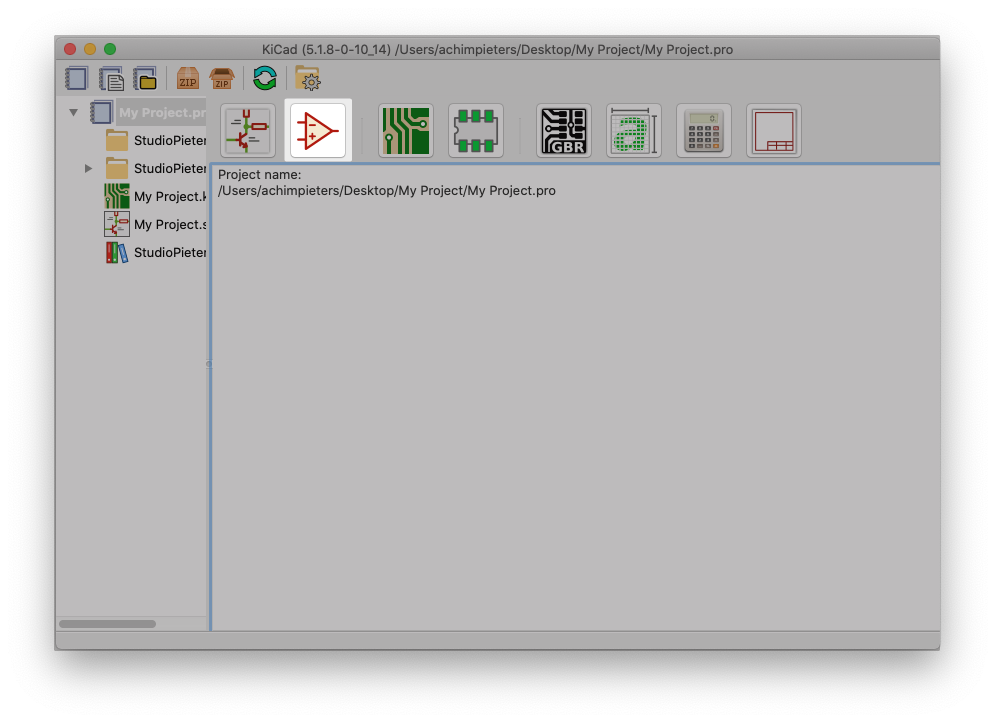 KiCad (5.1.8-0-10_14) /Users/achimpieters/Desktop/My Project/My Project.pro
ZIP
ZIP
My Project.pr
StudioPieter
StudioPieter
My Project.k
My Project.s
StudioPieter
GBR
a
0
Project name:
/Users/achimpieters/Desktop/My Project/My Project.pro